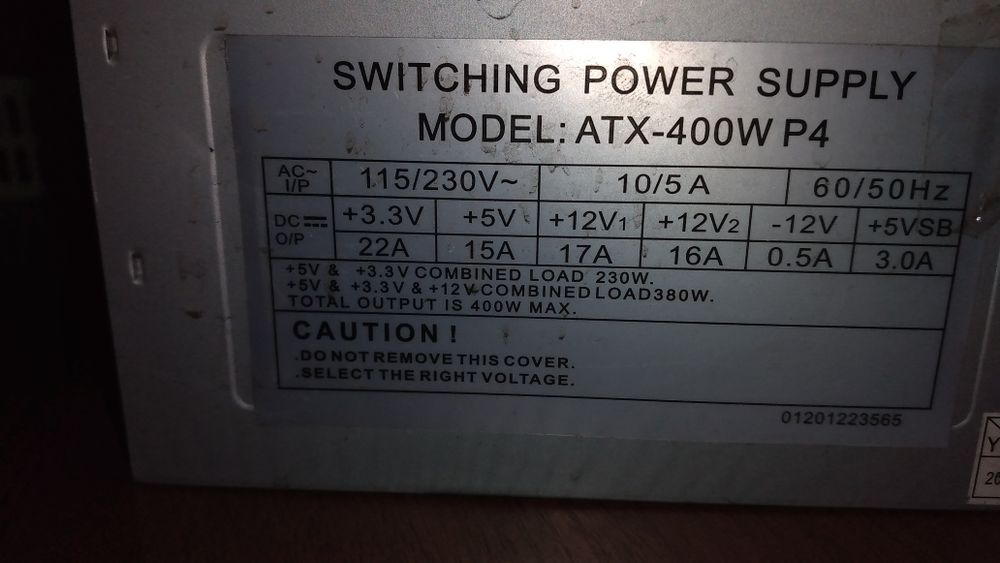 SWITCHING POWER SUPPLY
MODEL: ATX-400W P4
AC~ I/P 115/230V~ 10/5A 60/50Hz
DC O/P +3.3V +5V +12V1 +12V2 -12V +5VSB
22A 15A 17A 16A 0.5A 3.0A
+5V & +3.3V COMBINED LOAD 230W.
+5V & +3.3V & +12V COMBINED LOAD380W.
TOTAL OUTPUT IS 400W MAX.
CAUTION !
.DO NOT REMOVE THIS COVER.
.SELECT THE RIGHT VOLTAGE.
01201223565